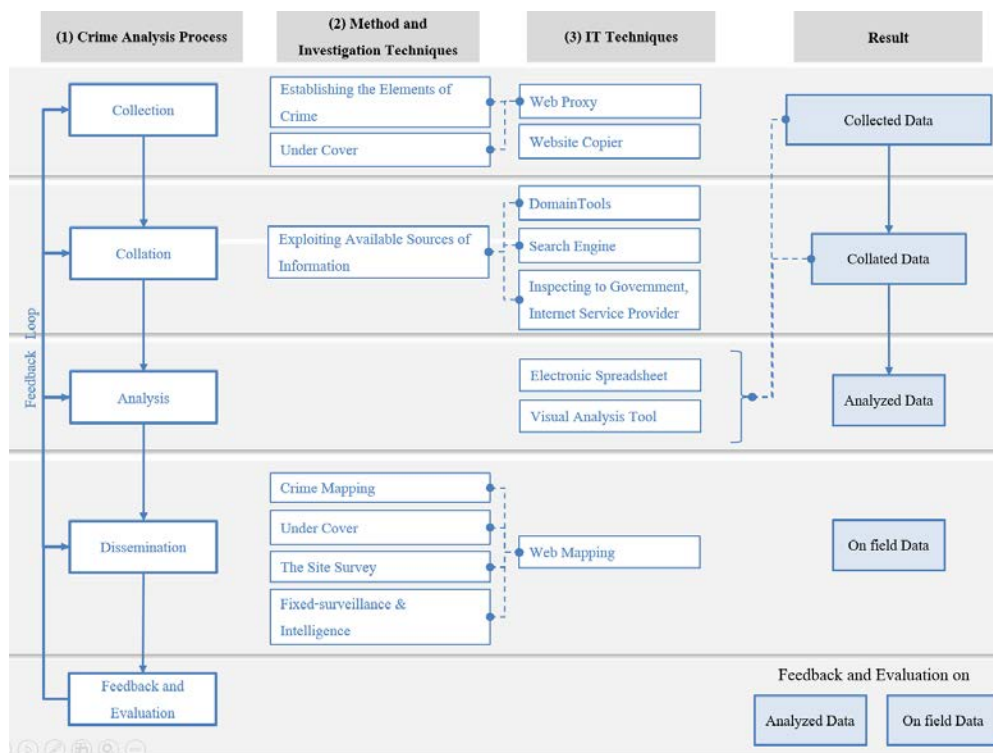 (1) Crime Analysis Process
(2) Method and
Investigation Techniques
(3) IT Techniques
Result
Collection
Establishing the Elements of
Crime
Under Cover
Web Proxy
Website Copier
Collected Data
Collation
Exploiting Available Sources of
Information
DomainTools
Search Engine
Inspecting to Government,
Internet Service Provider
Collated Data
Feedback Loop
Analysis
Electronic Spreadsheet
Visual Analysis Tool
Analyzed Data
Dissemination
Crime Mapping
Under Cover
The Site Survey
Fixed-surveillance &
Intelligence
Web Mapping
On field Data
Feedback and
Evaluation
Feedback and Evaluation on
Analyzed Data
On field Data